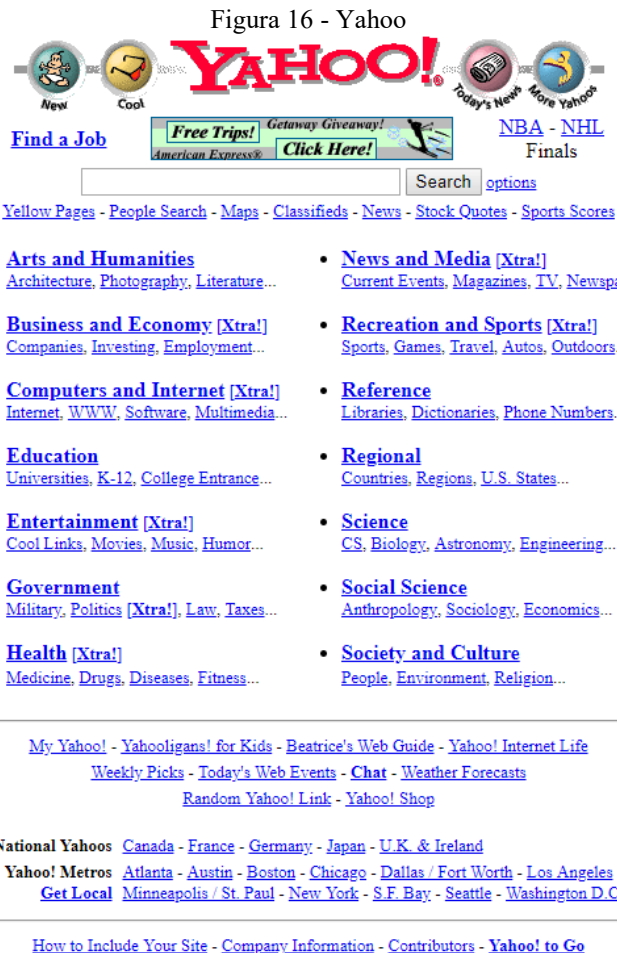 Figura 16 - Yahoo
YAHOO!
New
Cool
Today's News
More Yahoos
Find a Job
Free Trips!
Getaway Giveaway!
American Express®
Click Here!
NBA - NHL
Finals
Search options
Yellow Pages - People Search - Maps - Classifieds - News - Stock Quotes - Sports Scores
Arts and Humanities
Architecture, Photography, Literature...
Business and Economy [Xtra!]
Companies, Investing, Employment...
Computers and Internet [Xtra!]
Internet, WWW, Software, Multimedia...
Education
Universities, K-12, College Entrance...
Entertainment [Xtra!]
Cool Links, Movies, Music, Humor...
Government
Military, Politics [Xtra!], Law, Taxes...
Health [Xtra!]
Medicine, Drugs, Diseases, Fitness...
• News and Media [Xtra!]
Current Events, Magazines, TV, Newspa
• Recreation and Sports [Xtra!]
Sports, Games, Travel, Autos, Outdoors.
• Reference
Libraries, Dictionaries, Phone Numbers.
• Regional
Countries, Regions, U.S. States...
• Science
CS, Biology, Astronomy, Engineering...
• Social Science
Anthropology, Sociology, Economics...
• Society and Culture
People, Environment, Religion...
My Yahoo! - Yahooligans! for Kids - Beatrice's Web Guide - Yahoo! Internet Life
Weekly Picks - Today's Web Events - Chat - Weather Forecasts
Random Yahoo! Link - Yahoo! Shop
National Yahoos Canada - France - Germany - Japan - U.K. & Ireland
Yahoo! Metros Atlanta - Austin - Boston - Chicago - Dallas / Fort Worth - Los Angeles
Get Local Minneapolis / St. Paul - New York - S.F. Bay - Seattle - Washington D.C
How to Include Your Site - Company Information - Contributors - Yahoo! to Go